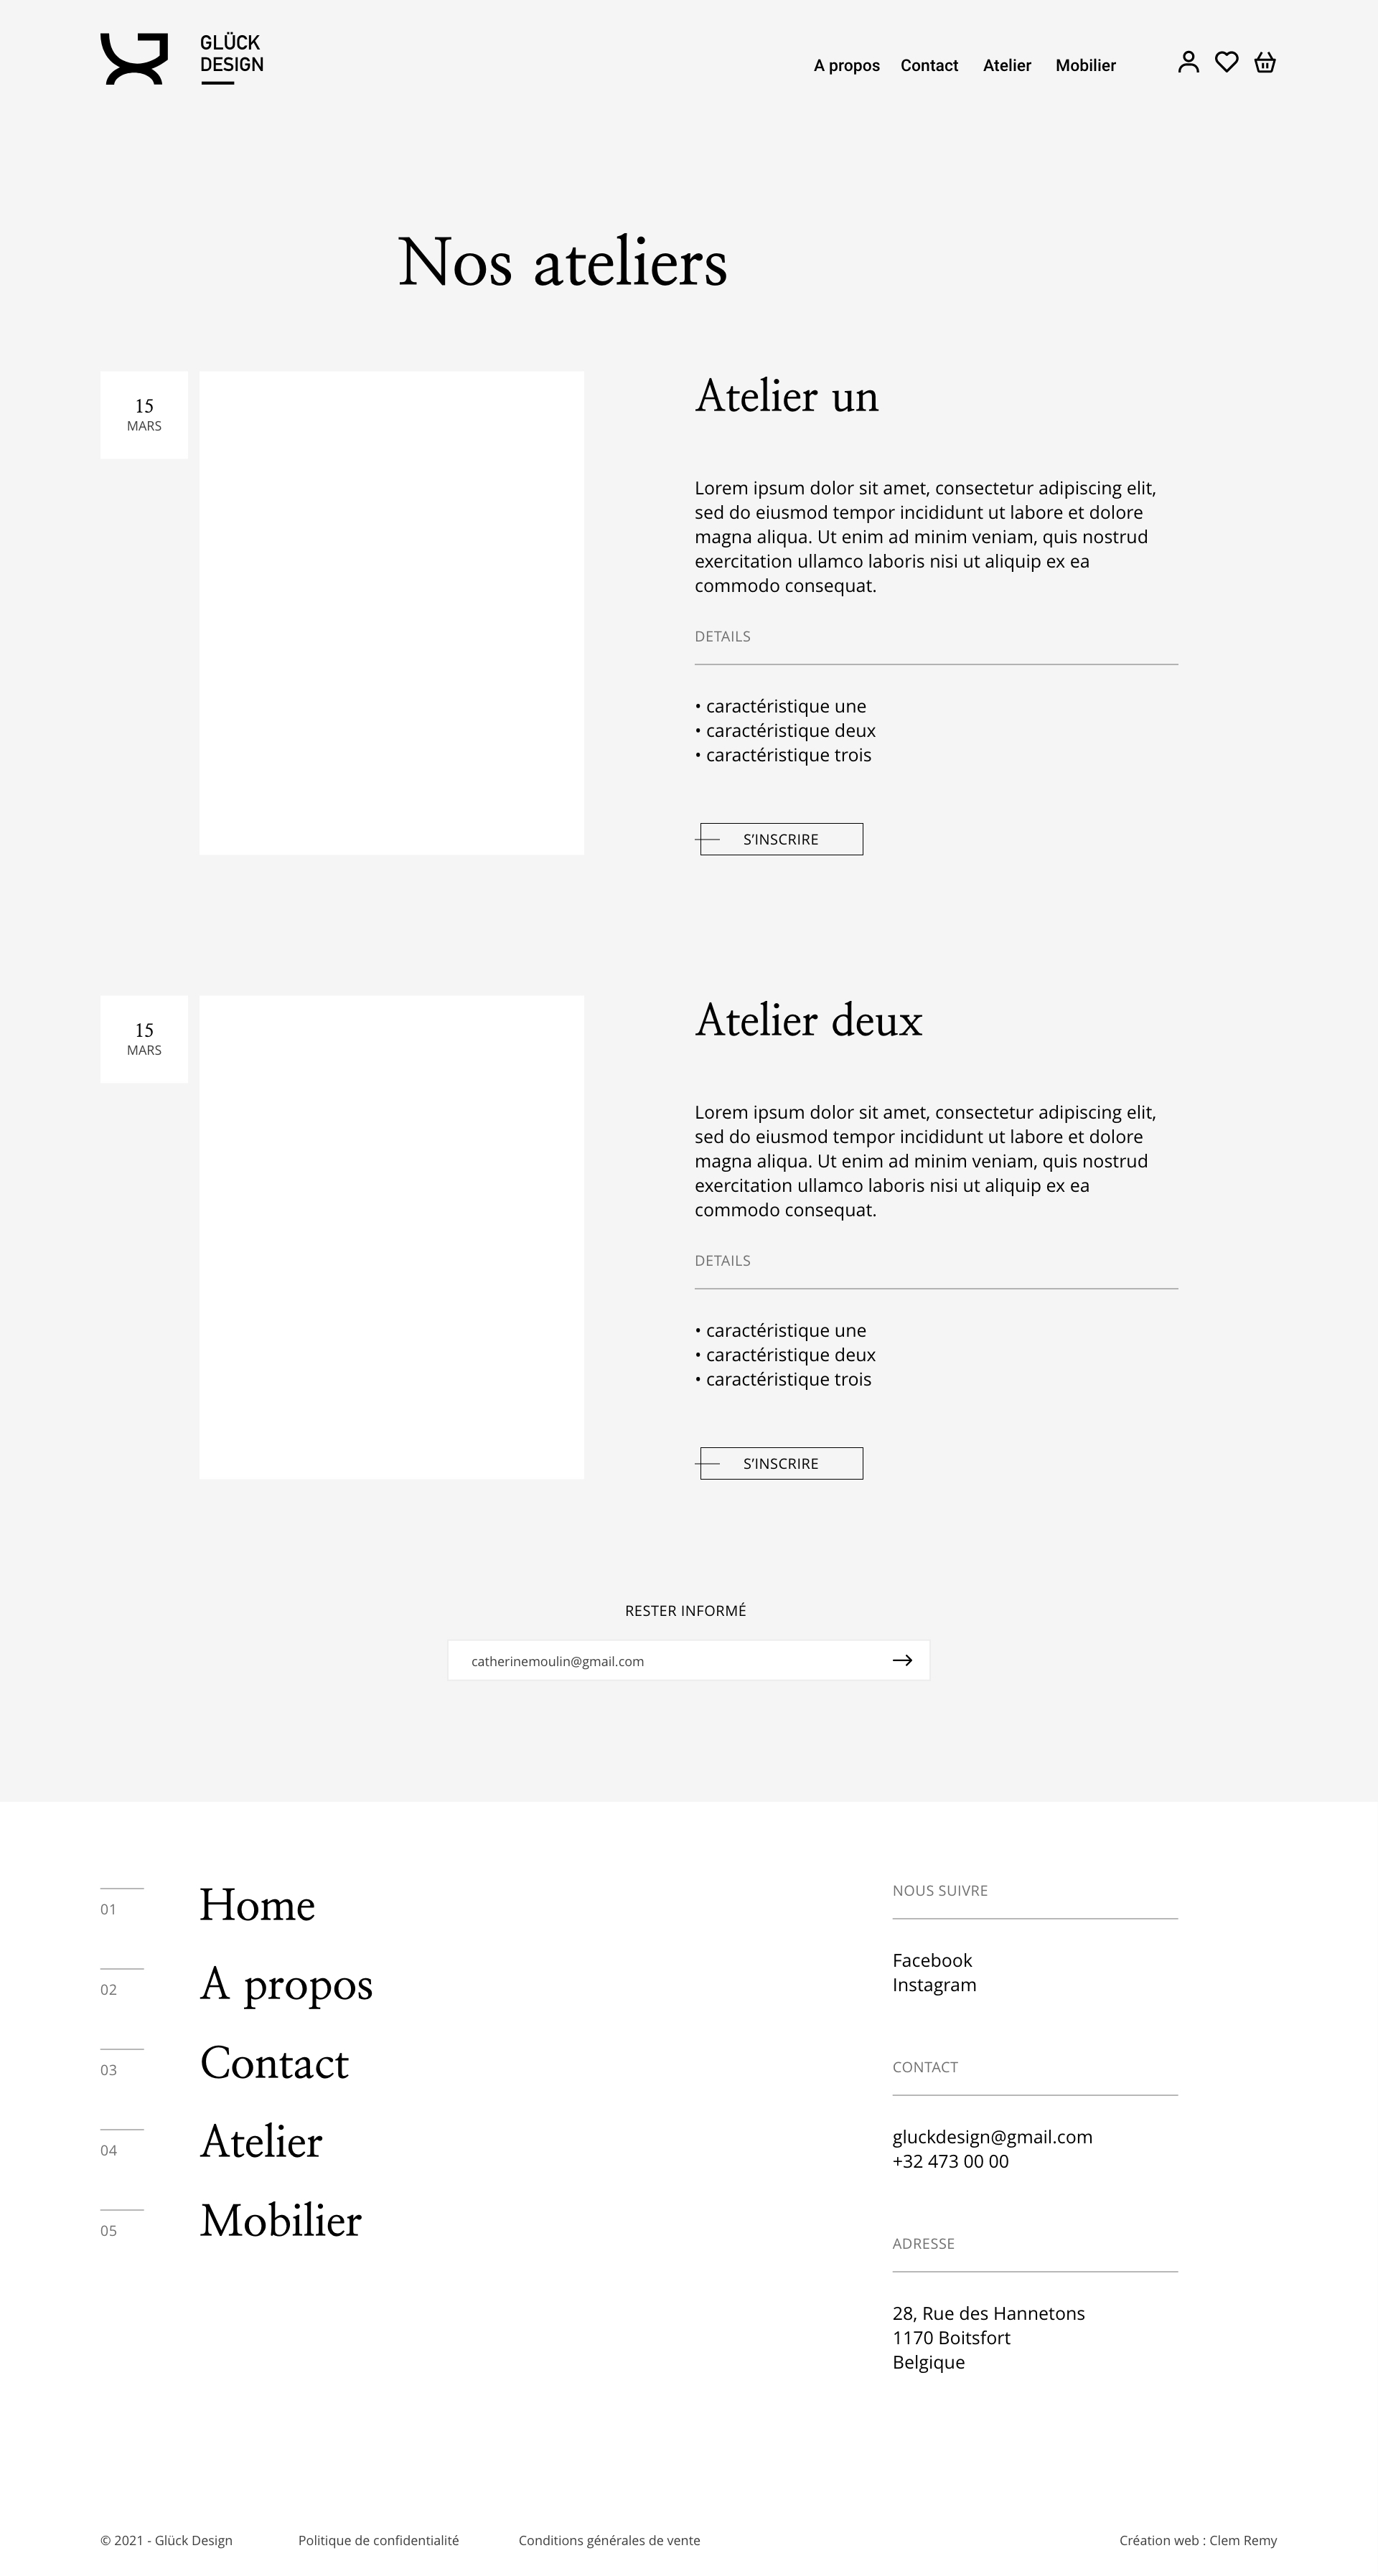 GLÜCK
DESIGN
A propos
Contact
Atelier
Mobilier
Nos ateliers
15
MARS
Atelier un
Lorem ipsum dolor sit amet, consectetur adipiscing elit,
sed do eiusmod tempor incididunt ut labore et dolore
magna aliqua. Ut enim ad minim veniam, quis nostrud
exercitation ullamco laboris nisi ut aliquip ex ea
commodo consequat.
DETAILS
• caractéristique une
• caractéristique deux
• caractéristique trois
S’INSCRIRE
15
MARS
Atelier deux
Lorem ipsum dolor sit amet, consectetur adipiscing elit,
sed do eiusmod tempor incididunt ut labore et dolore
magna aliqua. Ut enim ad minim veniam, quis nostrud
exercitation ullamco laboris nisi ut aliquip ex ea
commodo consequat.
DETAILS
• caractéristique une
• caractéristique deux
• caractéristique trois
S’INSCRIRE
RESTER INFORMÉ
catherinemoulin@gmail.com
01
Home
02
A propos
03
Contact
04
Atelier
05
Mobilier
NOUS SUIVRE
Facebook
Instagram
CONTACT
gluckdesign@gmail.com
+32 473 00 00
ADRESSE
28, Rue des Hannetons
1170 Boitsfort
Belgique
© 2021 - Glück Design
Politique de confidentialité
Conditions générales de vente
Création web : Clem Remy